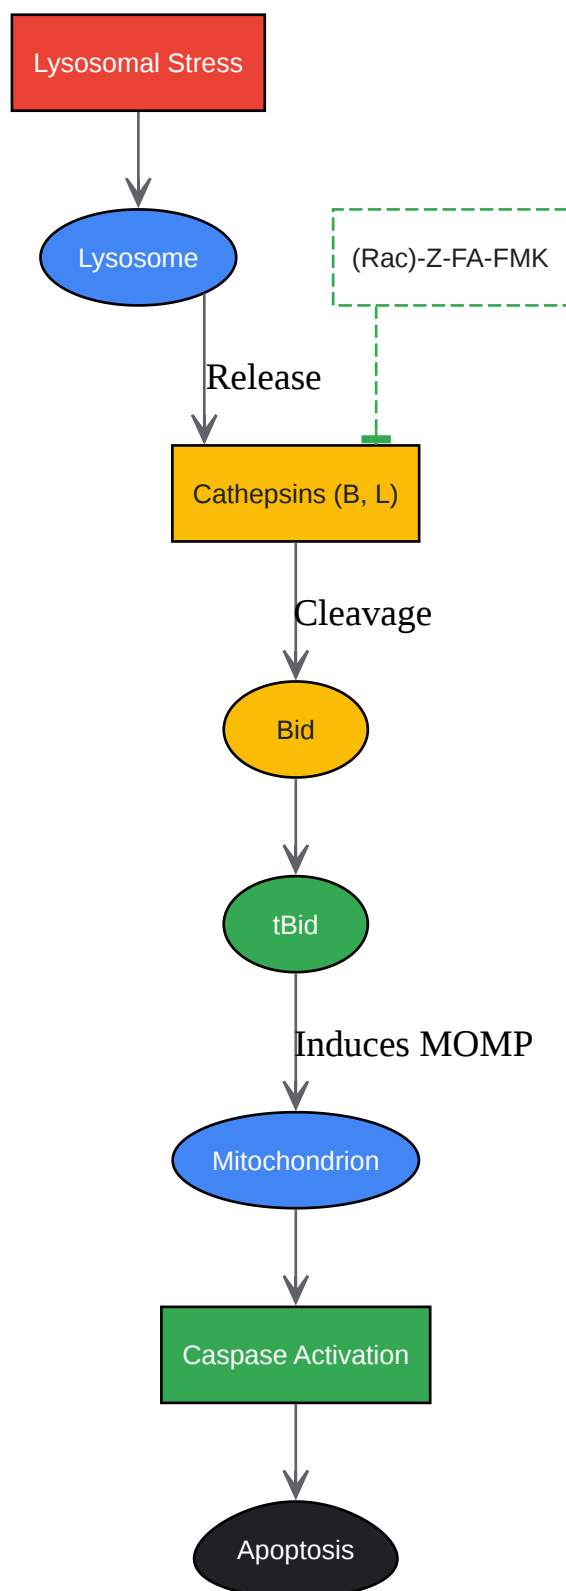 Lysosomal Stress
Lysosome
(Rac)-Z-FA-FMK
Release
Cathepsins (B, L)
Cleavage
Bid
tBid
Induces MOMP
Mitochondrion
Caspase Activation
Apoptosis